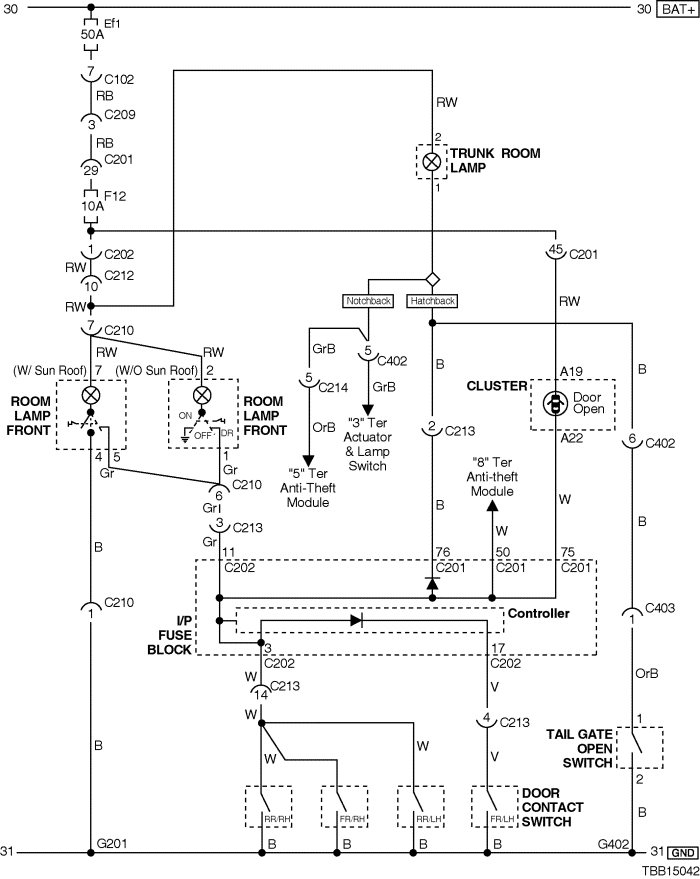 30
30 BAT+
Ef1
50A
7 C102
RB
C209
3
RB
C201
29
F12
10A
1 C202
RW C212
10
RW
7 C210
RW
RW
RW
2
TRUNK ROOM
LAMP
1
45 C201
RW
Notchback
Hatchback
GrB
5 C402
5 C214
GrB
OrB
"3" Ter
Actuator
& Lamp
Switch
"5" Ter
Anti-Theft
Module
B
2 C213
B
"8" Ter
Anti-theft
Module
W
A19
CLUSTER
Door
Open
A22
W
B
6 C402
B
C403
1
OrB
(W/ Sun Roof) 7
(W/O Sun Roof) 2
ROOM
LAMP
FRONT
ON
OFF
DR
ROOM
LAMP
FRONT
4 5
Gr
1
Gr
C210
6
Gr
3 C213
Gr
B
C210
1
B
11
C202
76
C201
50
C201
75
C201
I/P
FUSE
BLOCK
Controller
3
C202
17
C202
W
C213
14
W
V
4 C213
V
W
W
RR/RH
FR/RH
RR/LH
FR/LH
DOOR
CONTACT
SWITCH
1
TAIL GATE
OPEN
SWITCH
2
B
G201
B
B
B
B
G402
31
31 GND
TBB15042